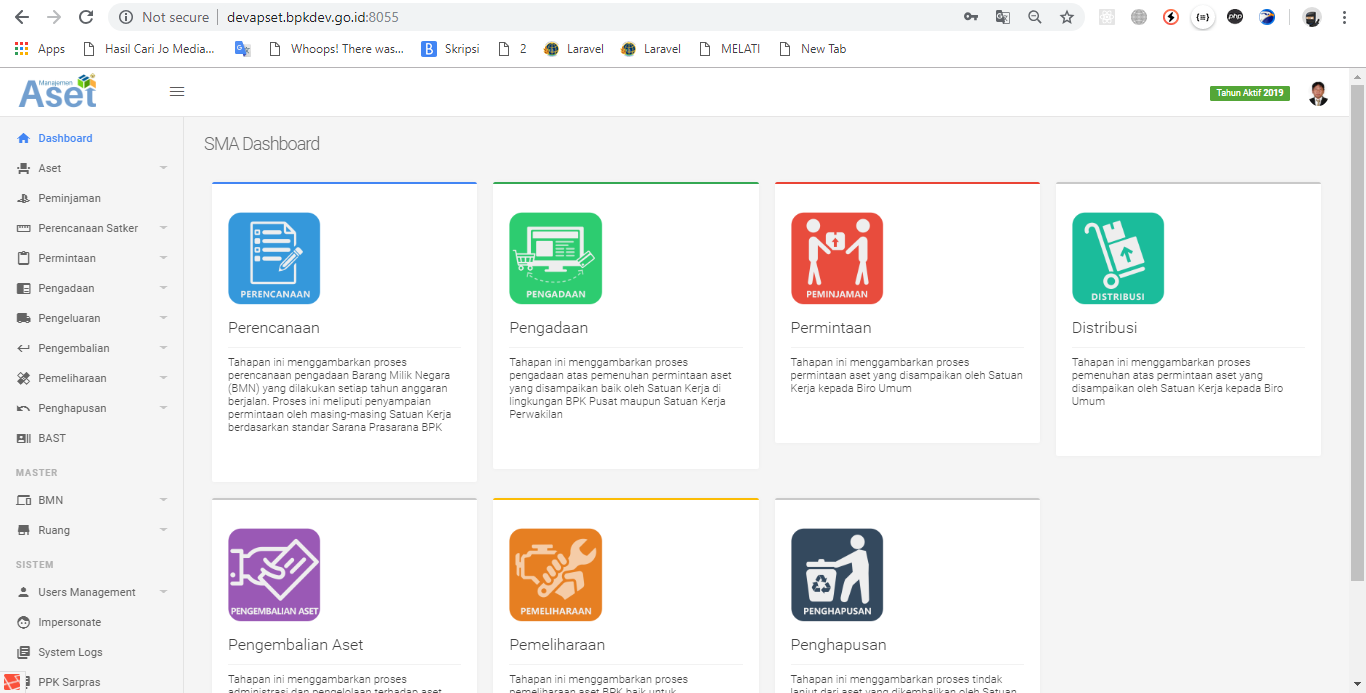 Not secure | devapset.bpkdev.go.id:8055
Apps
Hasil Cari Jo Media...
Whoops! There was...
Skripsi
2
Laravel
Laravel
MELATI
New Tab
Manajemen
Aset
Tahun Aktif 2019
Dashboard
Aset
Peminjaman
Perencanaan Satker
Permintaan
Pengadaan
Pengeluaran
Pengembalian
Pemeliharaan
Penghapusan
BAST
MASTER
BMN
Ruang
SISTEM
Users Management
Impersonate
System Logs
PPK Sarpras
SMA Dashboard
PERENCANAAN
Perencanaan
Tahapan ini menggambarkan proses
perencanaan pengadaan Barang Milik Negara
(BMN) yang dilakukan setiap tahun anggaran
berjalan. Proses ini meliputi penyampaian
permintaan oleh masing-masing Satuan Kerja
berdasarkan standar Sarana Prasarana BPK
PENGADAAN
Pengadaan
Tahapan ini menggambarkan proses
pengadaan atas pemenuhan permintaan aset
yang disampaikan baik oleh Satuan Kerja di
lingkungan BPK Pusat maupun Satuan Kerja
Perwakilan
PEMINJAMAN
Permintaan
Tahapan ini menggambarkan proses
permintaan aset yang disampaikan oleh Satuan
Kerja kepada Biro Umum
DISTRIBUSI
Distribusi
Tahapan ini menggambarkan proses
pemenuhan atas permintaan aset yang
disampaikan oleh Satuan Kerja kepada Biro
Umum
PENGEMBALIAN ASET
Pengembalian Aset
Tahapan ini menggambarkan proses
administrasi dan pengelolaan terhadap aset
PEMELIHARAAN
Pemeliharaan
Tahapan ini menggambarkan proses
pemeliharaan aset BPK baik untuk
PENGHAPUSAN
Penghapusan
Tahapan ini menggambarkan proses tindak
lanjut dari aset yang dikembalikan oleh Satuan